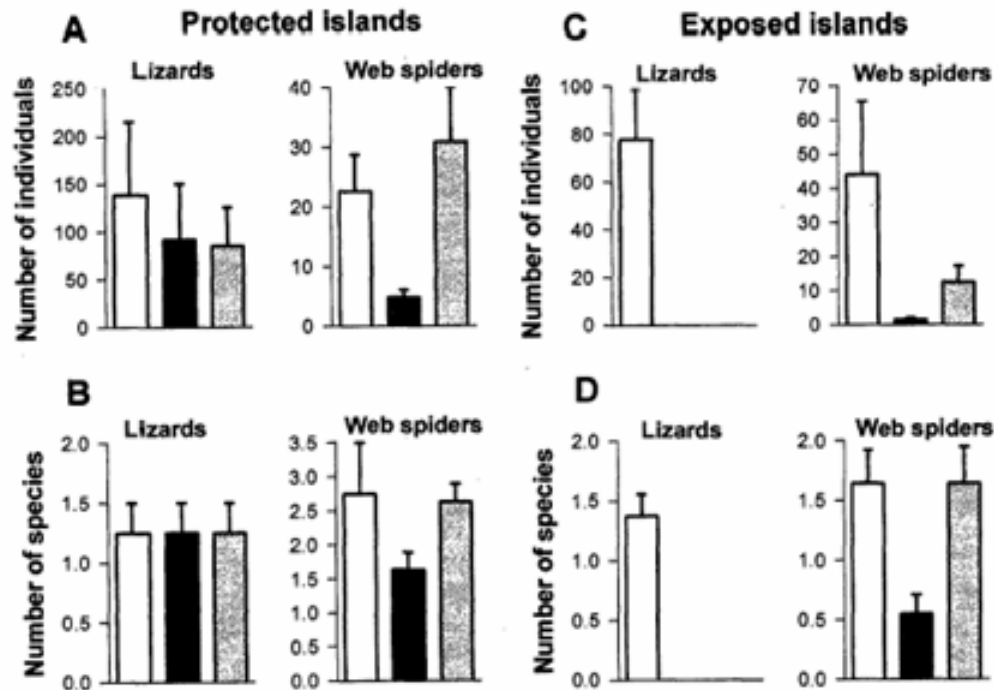 A
Protected islands
Lizards
Number of individuals
250
200
150
100
50
0
Web spiders
40
30
20
10
0
C
Exposed islands
Lizards
Number of individuals
100
80
60
40
20
0
Web spiders
70
60
50
40
30
20
10
0
B
Lizards
Number of species
2.0
1.5
1.0
0.5
0.0
Web spiders
3.5
3.0
2.5
2.0
1.5
1.0
0.5
0.0
D
Lizards
Number of species
2.0
1.5
1.0
0.5
0.0
Web spiders
2.0
1.5
1.0
0.5
0.0